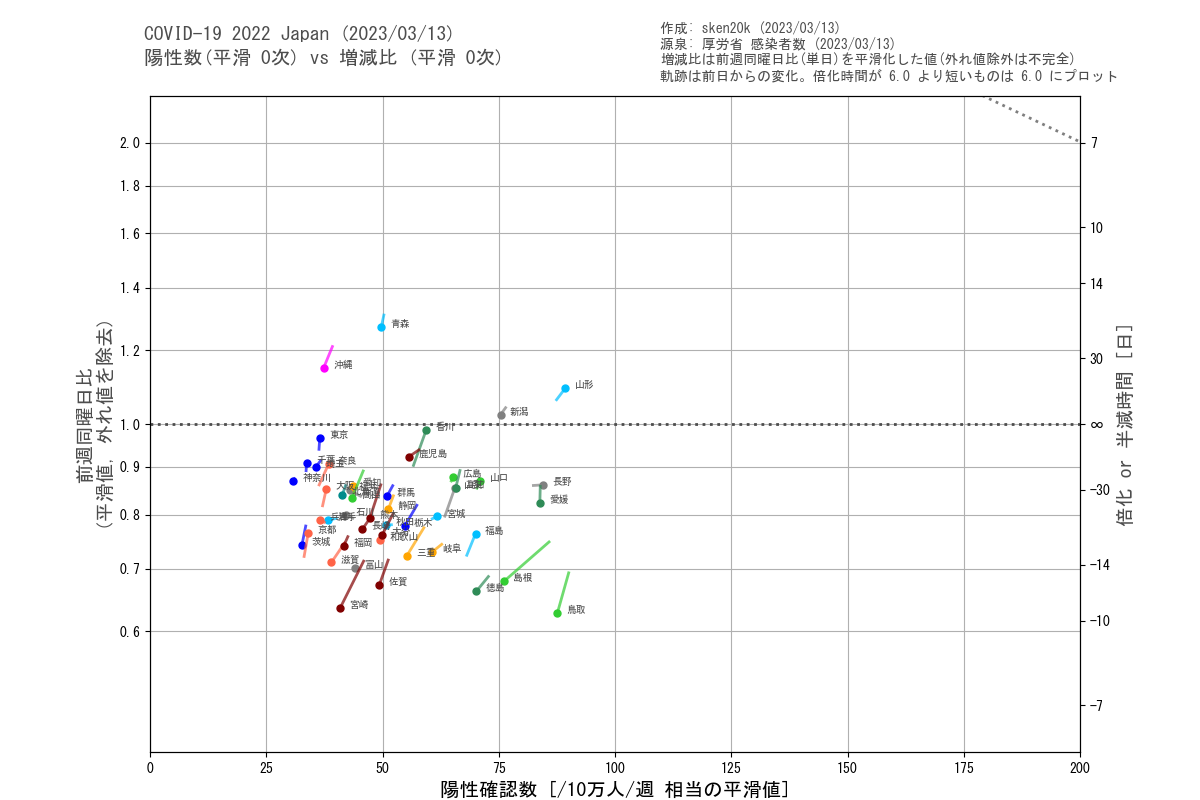 COVID-19 2022 Japan (2023/03/13)
陽性数(平滑 0次) vs 増減比 (平滑 0次)
作成: sken20k (2023/03/13)
源泉: 厚労省 感染者数 (2023/03/13)
増減比は前週同曜日比(単日)を平滑化した値(外れ値除外は不完全)
軌跡は前日からの変化。倍化時間が 6.0 より短いものは 6.0 にプロット
前週同曜日比
(平滑値, 外れ値を除去)
2.0
1.8
1.6
1.4
1.2
1.0
0.9
0.8
0.7
0.6
7
10
14
30
∞
-30
-14
-10
-7
倍化 or 半減時間 [日]
青森
沖縄
山形
新潟
香川
東京
鹿児島
千葉
奈良
神奈川
広島
山口
長野
大阪
群馬
愛媛
静岡
石川
熊本
宮城
秋田
栃木
京都
和歌山
福島
茨城
福岡
三重
岐阜
滋賀
富山
島根
佐賀
徳島
宮崎
鳥取
0
25
50
75
100
125
150
175
200
陽性確認数 [/10万人/週 相当の平滑値]